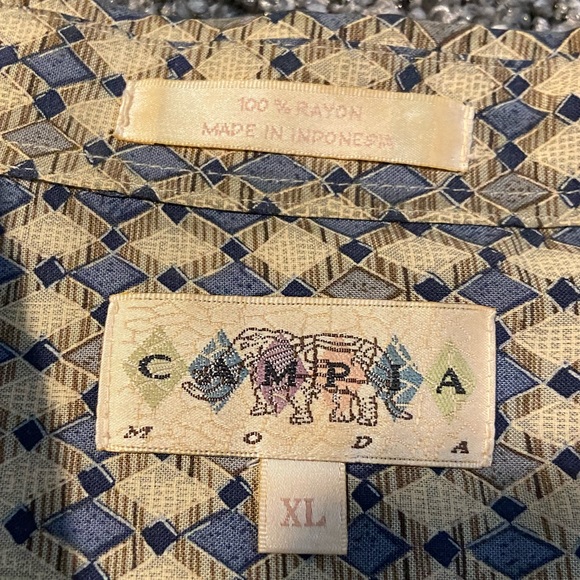 100% RAYON
MADE IN INDONESIA
CAMPIA
MODA
XL